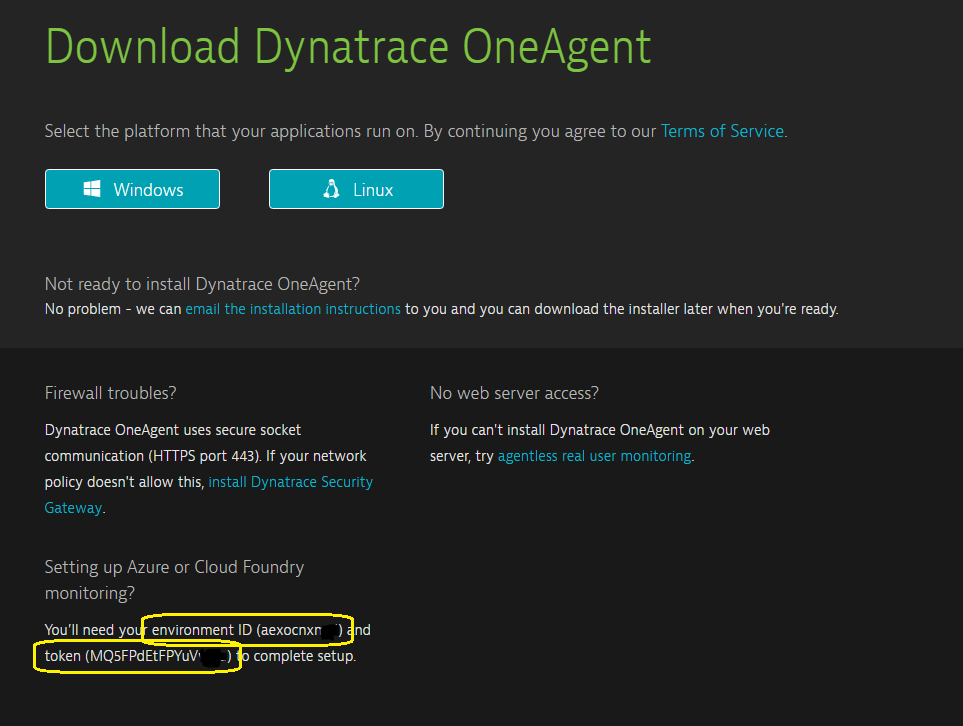 Download Dynatrace OneAgent
Select the platform that your applications run on. By continuing you agree to our Terms of Service.
Windows
Linux
Not ready to install Dynatrace OneAgent?
No problem - we can email the installation instructions to you and you can download the installer later when you're ready.
Firewall troubles?
Dynatrace OneAgent uses secure socket
communication (HTTPS port 443). If your network
policy doesn't allow this, install Dynatrace Security
Gateway.
No web server access?
If you can't install Dynatrace OneAgent on your web
server, try agentless real user monitoring.
Setting up Azure or Cloud Foundry
monitoring?
You'll need your environment ID (aexocnxn ) and
token (MQ5FPdEtFPYuV ) to complete setup.